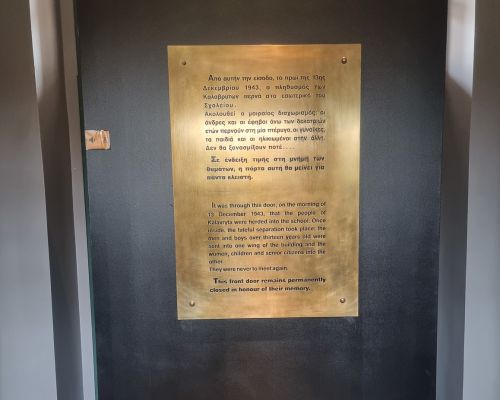 Από αυτήν την είσοδο, το πρωί της 13ης
Δεκεμβρίου 1943, ο πληθυσμός των
Καλαβρύτων περνά στο εσωτερικό του
Σχολείου.
Ακολουθεί ο μοιραίος διαχωρισμός: οι
άνδρες και οι έφηβοι άνω των δεκατριών
ετών περνούν στη μία πτέρυγα, οι γυναίκες,
τα παιδιά και οι ηλικιωμένοι στην άλλη.
Δεν θα ξανασμίξουν ποτέ....
Σε ένδειξη τιμής στη μνήμη των
θυμάτων, η πόρτα αυτή θα μείνει για
πάντα κλειστή.
It was through this door, on the morning of
13 December 1943, that the people of
Kalavryta were herded into the school. Once
inside, the fateful separation took place: the
men and boys over thirteen years old were
sent into one wing of the building and the
women, children and senior citizens into the
other.
They were never to meet again.
This front door remains permanently
closed in honour of their memory.